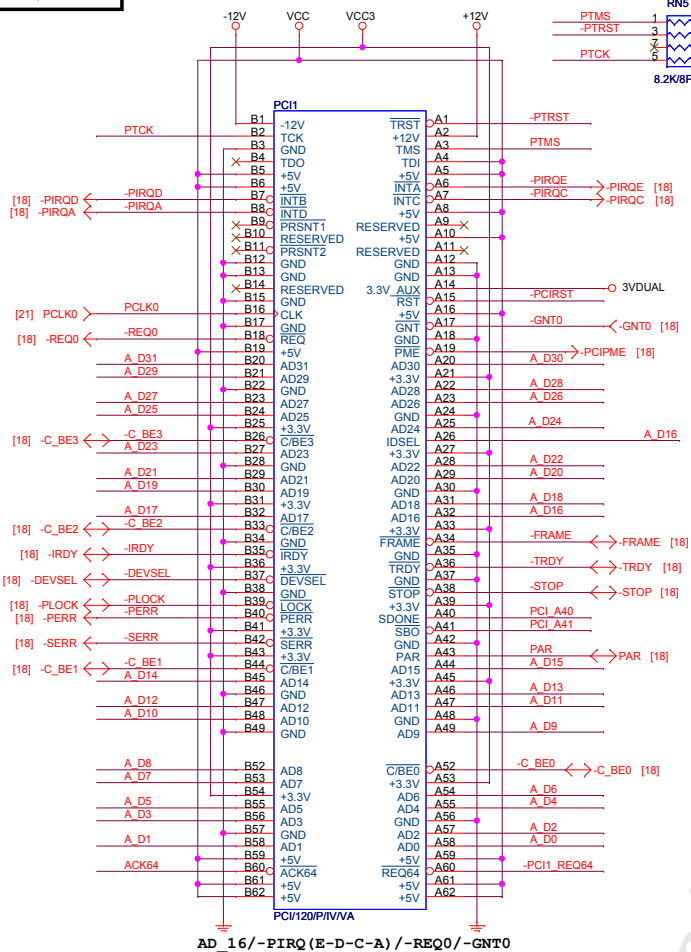 -12V VCC VCC3 +12V
RN5
PTMS 1
-PTRST 3
7
PTCK 5
8.2K/8P
PCI1
B1 -12V TRST A1 -PTRST
PTCK B2 TCK +12V A2
B3 GND TMS A3 PTMS
B4 TDO TDI A4
B5 +5V +5V A5
B6 +5V INTA A6 -PIRQE -PIRQE [18]
[18] -PIRQD -PIRQD B7 INTB INTC A7 -PIRQC -PIRQC [18]
[18] -PIRQA -PIRQA B8 INTD +5V A8
B9 PRSNT1 RESERVED A9
B10 RESERVED +5V A10
B11 PRSNT2 RESERVED A11
B12 GND GND A12
B13 GND GND A13
B14 RESERVED 3.3V_AUX A14 3VDUAL
B15 GND RST A15 -PCIRST
[21] PCLK0 PCLK0 B16 CLK +5V A16
B17 GND GNT A17 -GNT0 -GNT0 [18]
[18] -REQ0 -REQ0 B18 REQ GND A18
B19 +5V PME A19 -PCIPME [18]
A_D31 B20 AD31 AD30 A20 A_D30
A_D29 B21 AD29 +3.3V A21
B22 GND AD28 A22 A_D28
A_D27 B23 AD27 AD26 A23 A_D26
A_D25 B24 AD25 GND A24
B25 +3.3V AD24 A25 A_D24
[18] -C_BE3 -C_BE3 B26 C/BE3 IDSEL A26 A_D16
A_D23 B27 AD23 +3.3V A27
B28 GND AD22 A28 A_D22
A_D21 B29 AD21 AD20 A29 A_D20
A_D19 B30 AD19 GND A30
B31 +3.3V AD18 A31 A_D18
A_D17 B32 AD17 AD16 A32 A_D16
[18] -C_BE2 -C_BE2 B33 C/BE2 +3.3V A33
B34 GND FRAME A34 -FRAME -FRAME [18]
[18] -IRDY -IRDY B35 IRDY GND A35
B36 +3.3V TRDY A36 -TRDY -TRDY [18]
[18] -DEVSEL -DEVSEL B37 DEVSEL GND A37
B38 GND STOP A38 -STOP -STOP [18]
[18] -PLOCK -PLOCK B39 LOCK +3.3V A39
[18] -PERR -PERR B40 PERR SDONE A40 PCI_A40
B41 +3.3V SBO A41 PCI_A41
[18] -SERR -SERR B42 SERR GND A42
B43 +3.3V PAR A43 PAR PAR [18]
[18] -C_BE1 -C_BE1 B44 C/BE1 AD15 A44 A_D15
A_D14 B45 AD14 +3.3V A45
B46 GND AD13 A46 A_D13
A_D12 B47 AD12 AD11 A47 A_D11
A_D10 B48 AD10 GND A48
B49 GND AD9 A49 A_D9
A_D8 B52 AD8 C/BE0 A52 -C_BE0 -C_BE0 [18]
A_D7 B53 AD7 +3.3V A53
B54 +3.3V AD6 A54 A_D6
A_D5 B55 AD5 AD4 A55 A_D4
A_D3 B56 AD3 GND A56
B57 GND AD2 A57 A_D2
A_D1 B58 AD1 AD0 A58 A_D0
B59 +5V +5V A59
ACK64 B60 ACK64 REQ64 A60 -PCI1_REQ64
B61 +5V +5V A61
B62 +5V +5V A62
PCI/120/P/IV/VA
AD_16/-PIRQ(E-D-C-A)/-REQ0/-GNT0